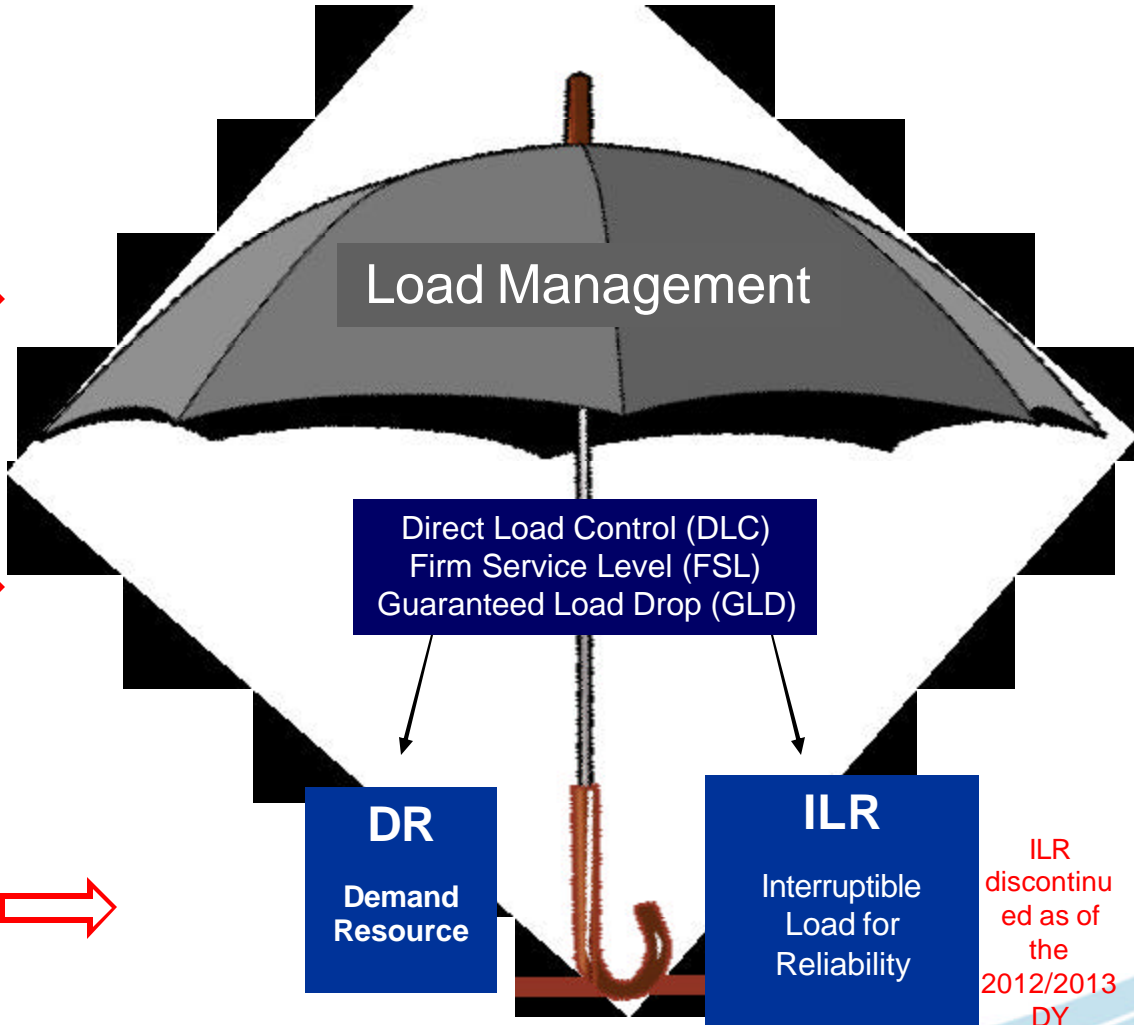 Load Management
Direct Load Control (DLC)
Firm Service Level (FSL)
Guaranteed Load Drop (GLD)
DR
Demand
Resource
ILR
Interruptible
Load for
Reliability
ILR
discontinu
ed as of
the
2012/2013
DY